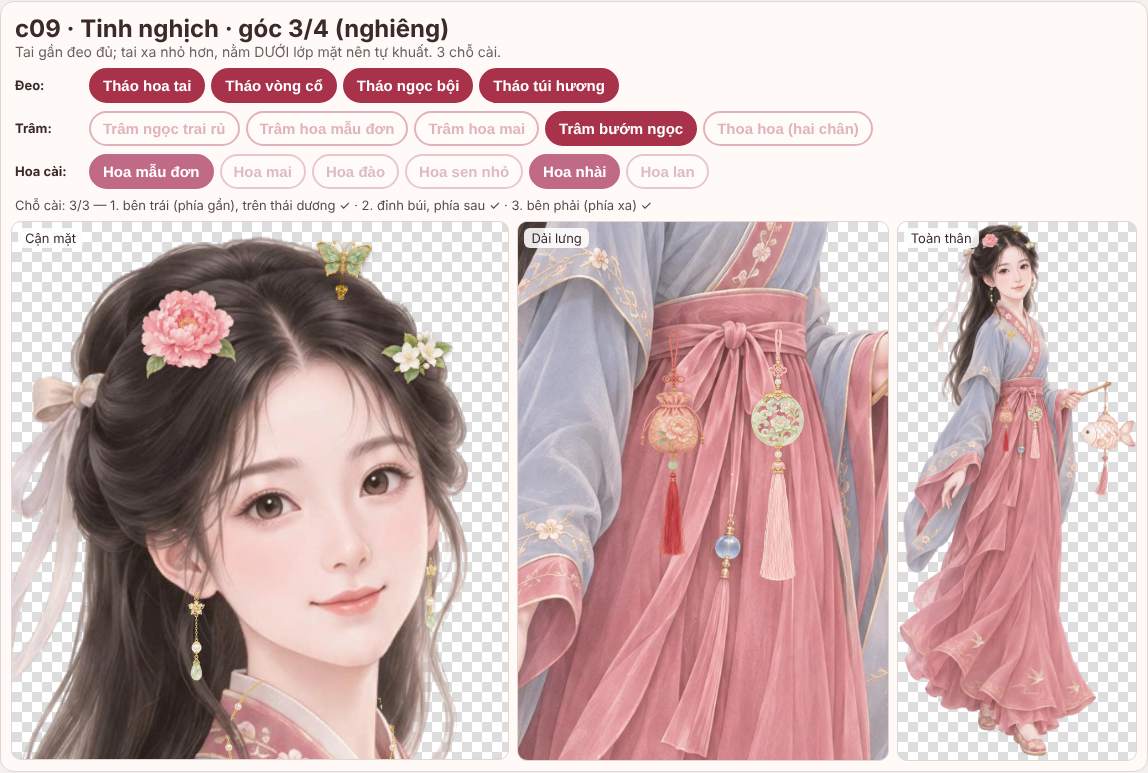 c09 · Tinh nghịch · góc 3/4 (nghiêng)
Tai gần đeo đủ; tai xa nhỏ hơn, nằm DƯỚI lớp mặt nên tự khuất. 3 chỗ cài.
Đeo: Tháo hoa tai Tháo vòng cổ Tháo ngọc bội Tháo túi hương
Trâm: Trâm ngọc trai rủ Trâm hoa mẫu đơn Trâm hoa mai Trâm bướm ngọc Thoa hoa (hai chân)
Hoa cài: Hoa mẫu đơn Hoa mai Hoa đào Hoa sen nhỏ Hoa nhài Hoa lan
Chỗ cài: 3/3 — 1. bên trái (phía gần), trên thái dương ✓ · 2. đỉnh búi, phía sau ✓ · 3. bên phải (phía xa) ✓
Cận mặt Dải lưng Toàn thân